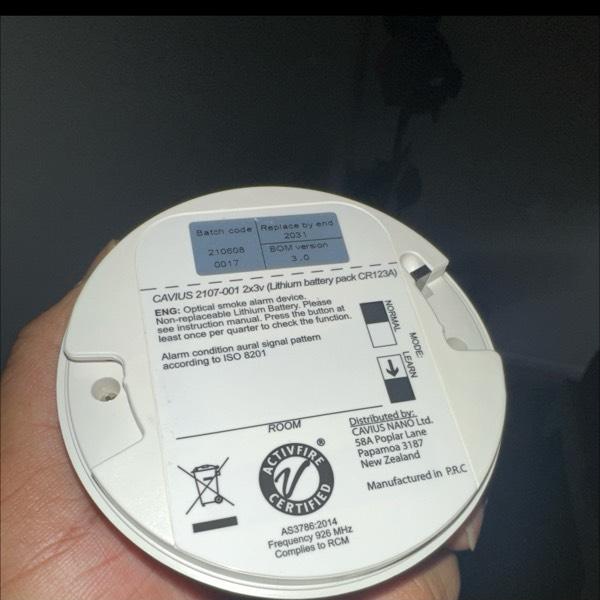 Batch code
210608
0017
Replace by end
2031
BOM version
3.0
CAVIUS 2107-001 2x3v (Lithium battery pack CR123A)
ENG: Optical smoke alarm device.
Non-replaceable Lithium Battery. Please
see instruction manual. Press the button at
least once per quarter to check the function.
Alarm condition aural signal pattern
according to ISO 8201
MODE:
NORMAL
LEARN
ROOM
ACTIVFIRE
CERTIFIED
®
Distributed by:
CAVIUS NANO Ltd.
58A Poplar Lane
Papamoa 3187
New Zealand
Manufactured in P.R.C
AS3786:2014
Frequency 926 MHz
Complies to RCM